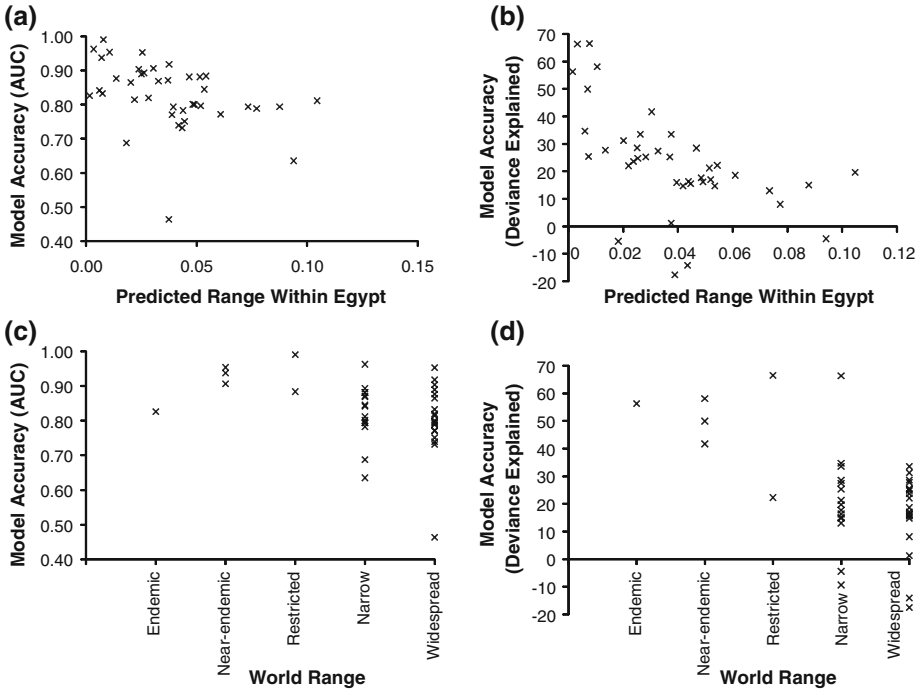 (a)
Model Accuracy (AUC)
1.00
0.90
0.80
0.70
0.60
0.50
0.40
0.00
0.05
0.10
0.15
Predicted Range Within Egypt
(b)
Model Accuracy
(Deviance Explained)
70
60
50
40
30
20
10
0
-10
-20
0
0.02
0.04
0.06
0.08
0.10
0.12
Predicted Range Within Egypt
(c)
Model Accuracy (AUC)
1.00
0.90
0.80
0.70
0.60
0.50
0.40
Endemic
Near-endemic
Restricted
Narrow
Widespread
World Range
(d)
Model Accuracy
(Deviance Explained)
70
60
50
40
30
20
10
0
-10
-20
Endemic
Near-endemic
Restricted
Narrow
Widespread
World Range